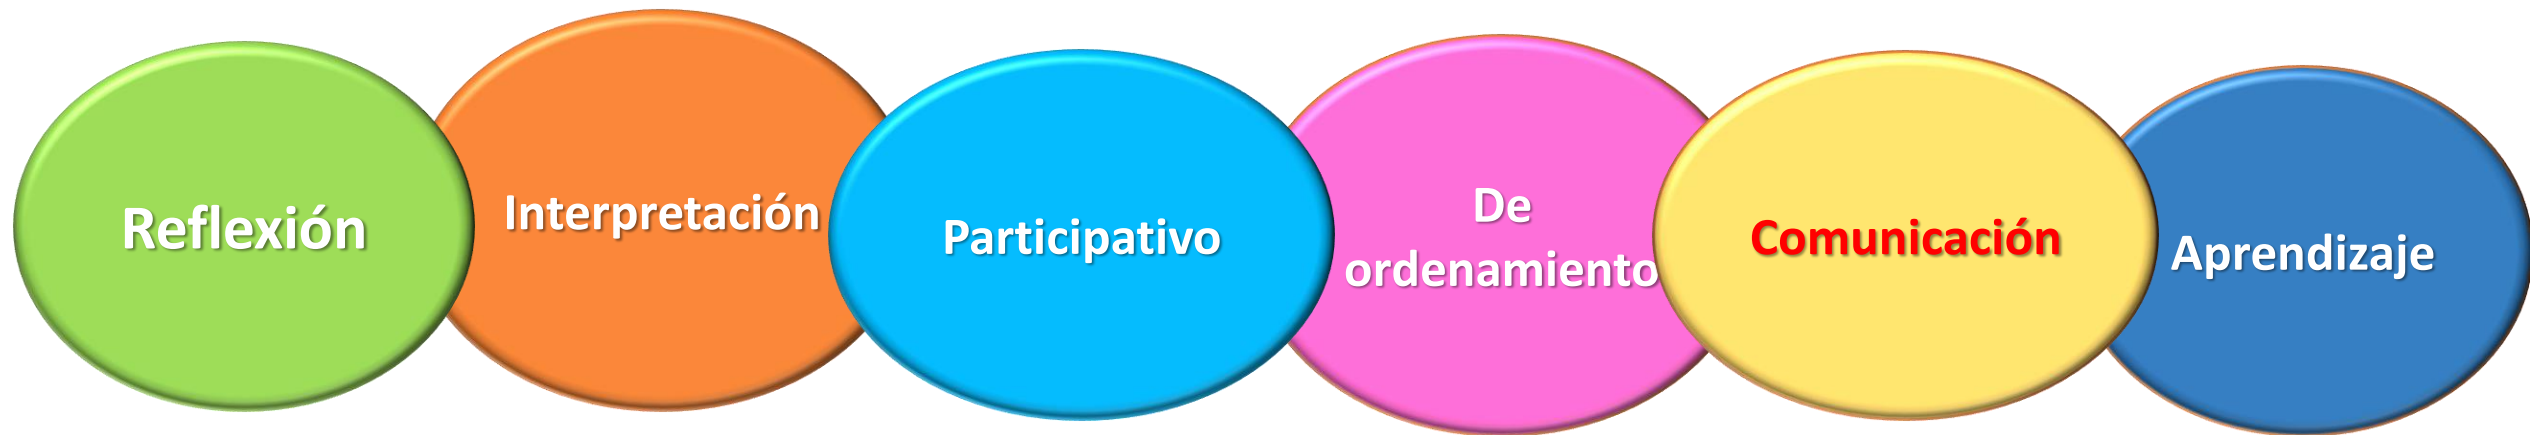 Reflexión
Interpretación
Participativo
De
ordenamiento
Comunicación
Aprendizaje